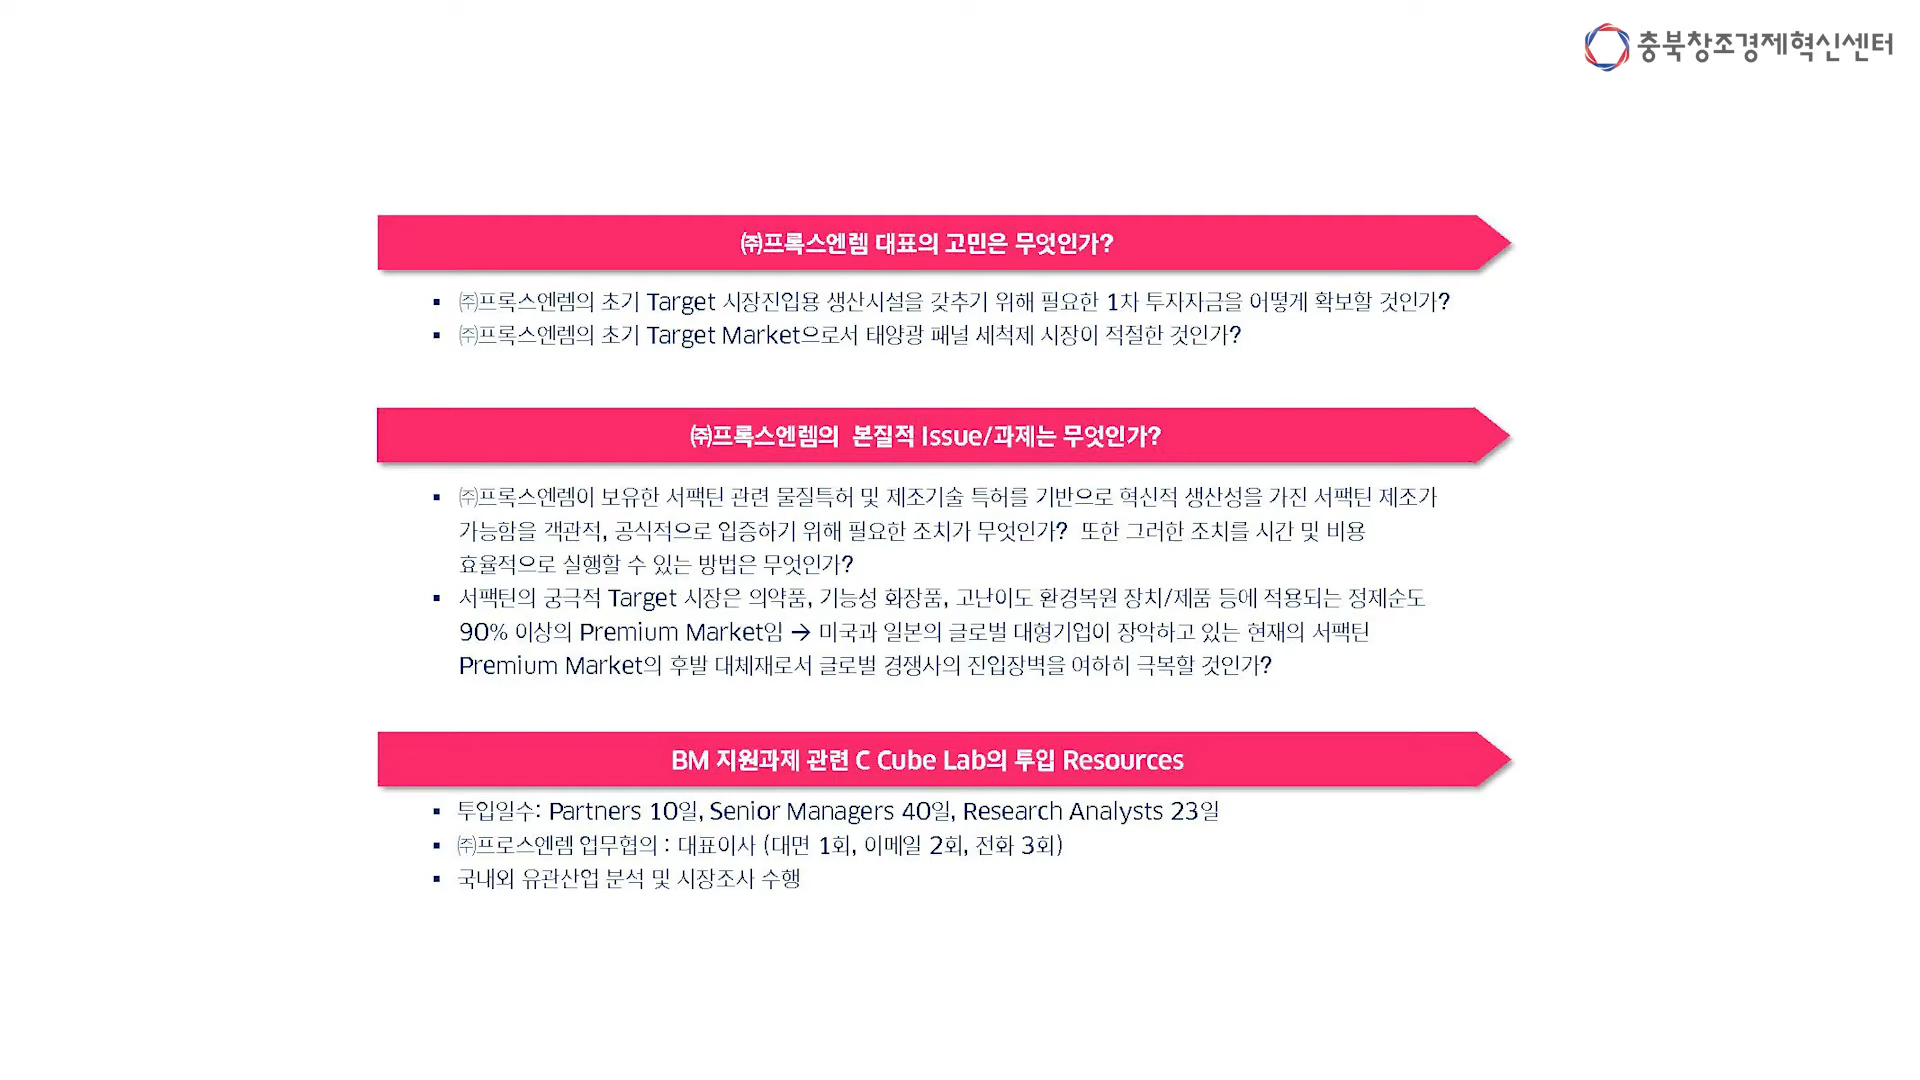 충북창조경제혁신센터
㈜프록스엔렘 대표의 고민은 무엇인가?
▪ ㈜프록스엔렘의 초기 Target 시장진입용 생산시설을 갖추기 위해 필요한 1차 투자자금을 어떻게 확보할 것인가?
▪ ㈜프록스엔렘의 초기 Target Market으로서 태양광 패널 세척제 시장이 적절한 것인가?
㈜프록스엔렘의 본질적 Issue/과제는 무엇인가?
▪ ㈜프록스엔렘이 보유한 서팩틴 관련 물질특허 및 제조기술 특허를 기반으로 혁신적 생산성을 가진 서팩틴 제조가
가능함을 객관적, 공식적으로 입증하기 위해 필요한 조치가 무엇인가? 또한 그러한 조치를 시간 및 비용
효율적으로 실행할 수 있는 방법은 무엇인가?
▪ 서팩틴의 궁극적 Target 시장은 의약품, 기능성 화장품, 고난이도 환경복원 장치/제품 등에 적용되는 정제순도
90% 이상의 Premium Market임 → 미국과 일본의 글로벌 대형기업이 장악하고 있는 현재의 서팩틴
Premium Market의 후발 대체재로서 글로벌 경쟁사의 진입장벽을 여하히 극복할 것인가?
BM 지원과제 관련 C Cube Lab의 투입 Resources
▪ 투입일수: Partners 10일, Senior Managers 40일, Research Analysts 23일
▪ ㈜프로스엔렘 업무협의 : 대표이사 (대면 1회, 이메일 2회, 전화 3회)
▪ 국내외 유관산업 분석 및 시장조사 수행